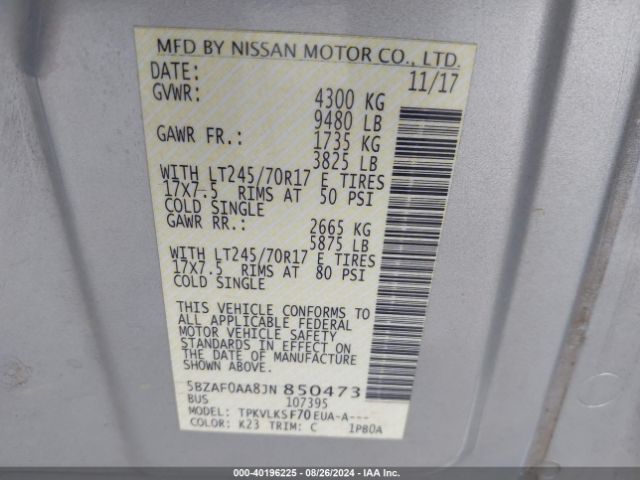 MFD BY NISSAN MOTOR CO., LTD.
DATE: 11/17
GVWR: 4300 KG
9480 LB
GAWR FR.: 1735 KG
3825 LB
WITH LT245/70R17 E TIRES
17X7.5 RIMS AT 50 PSI
COLD SINGLE
GAWR RR.: 2665 KG
5875 LB
WITH LT245/70R17 E TIRES
17X7.5 RIMS AT 80 PSI
COLD SINGLE
THIS VEHICLE CONFORMS TO
ALL APPLICABLE FEDERAL
MOTOR VEHICLE SAFETY
STANDARDS IN EFFECT ON
THE DATE OF MANUFACTURE
SHOWN ABOVE.
5BZAF0AA8JN 850473
BUS 107395
MODEL: TPKVLKSF70EUA-A---
COLOR: K23 TRIM: C 1PB0A
000-40196225 - 08/26/2024 - IAA Inc.